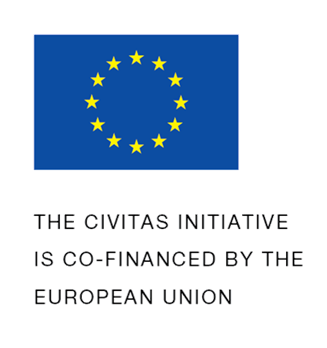 THE CIVITAS INITIATIVE
IS CO-FINANCED BY THE
EUROPEAN UNION